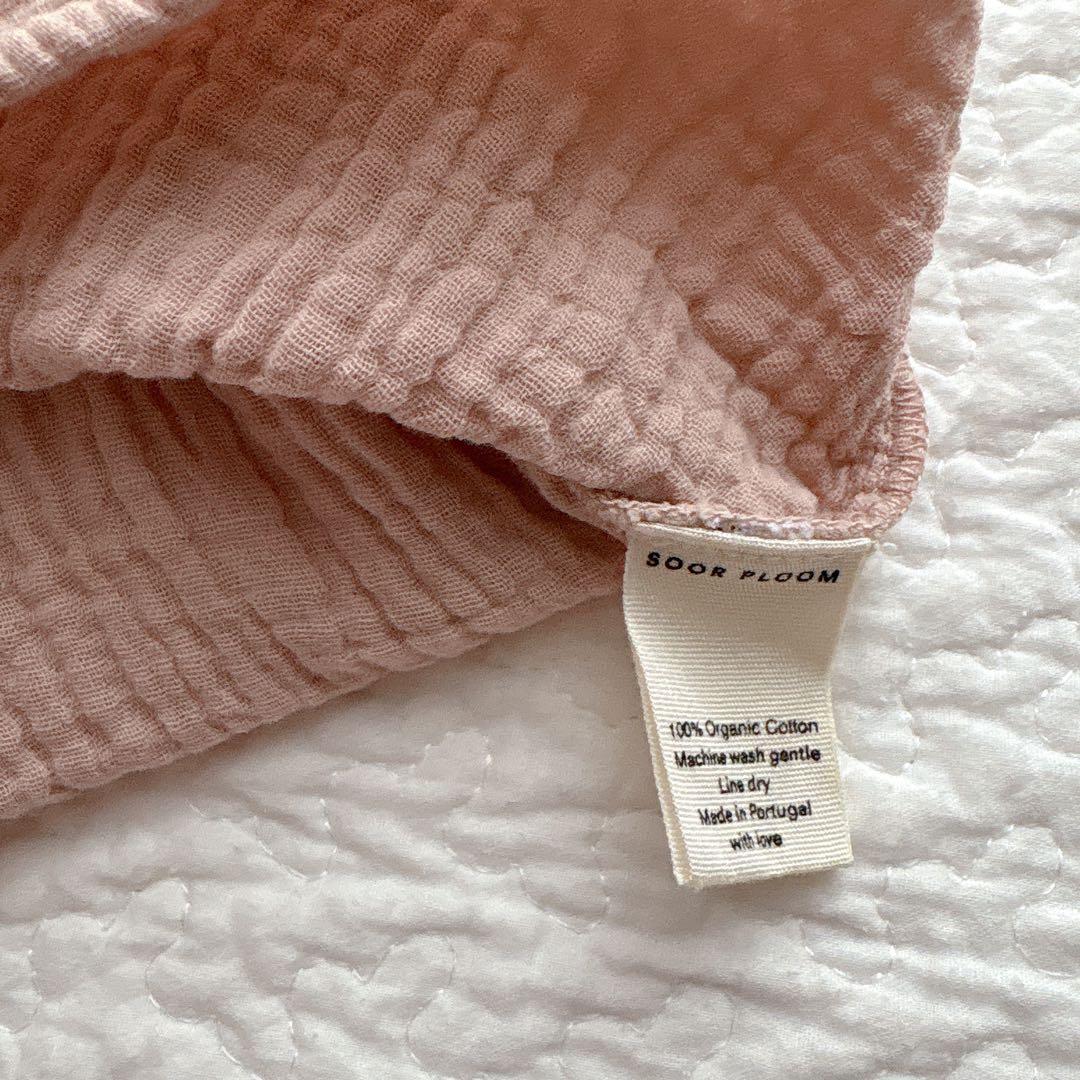 SOOR PLOOM
100% Organic Cotton
Machine wash gentle
Line dry
Made in Portugal
with love